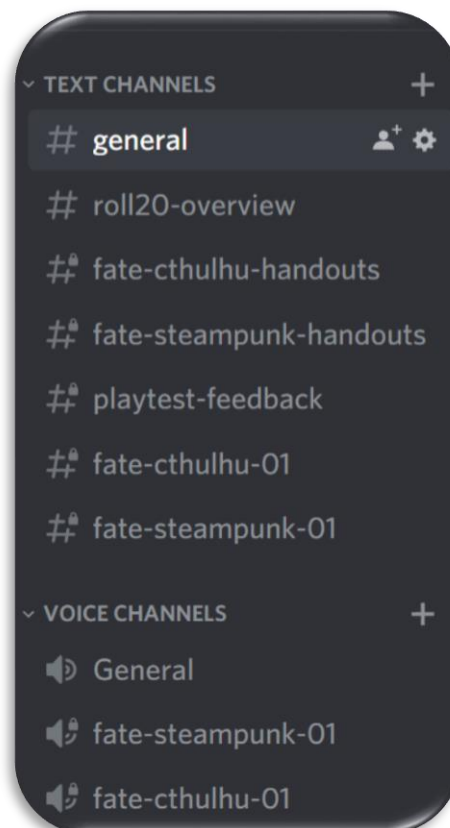 TEXT CHANNELS
general
roll20-overview
fate-cthulhu-handouts
fate-steampunk-handouts
playtest-feedback
fate-cthulhu-01
fate-steampunk-01
VOICE CHANNELS
General
fate-steampunk-01
fate-cthulhu-01